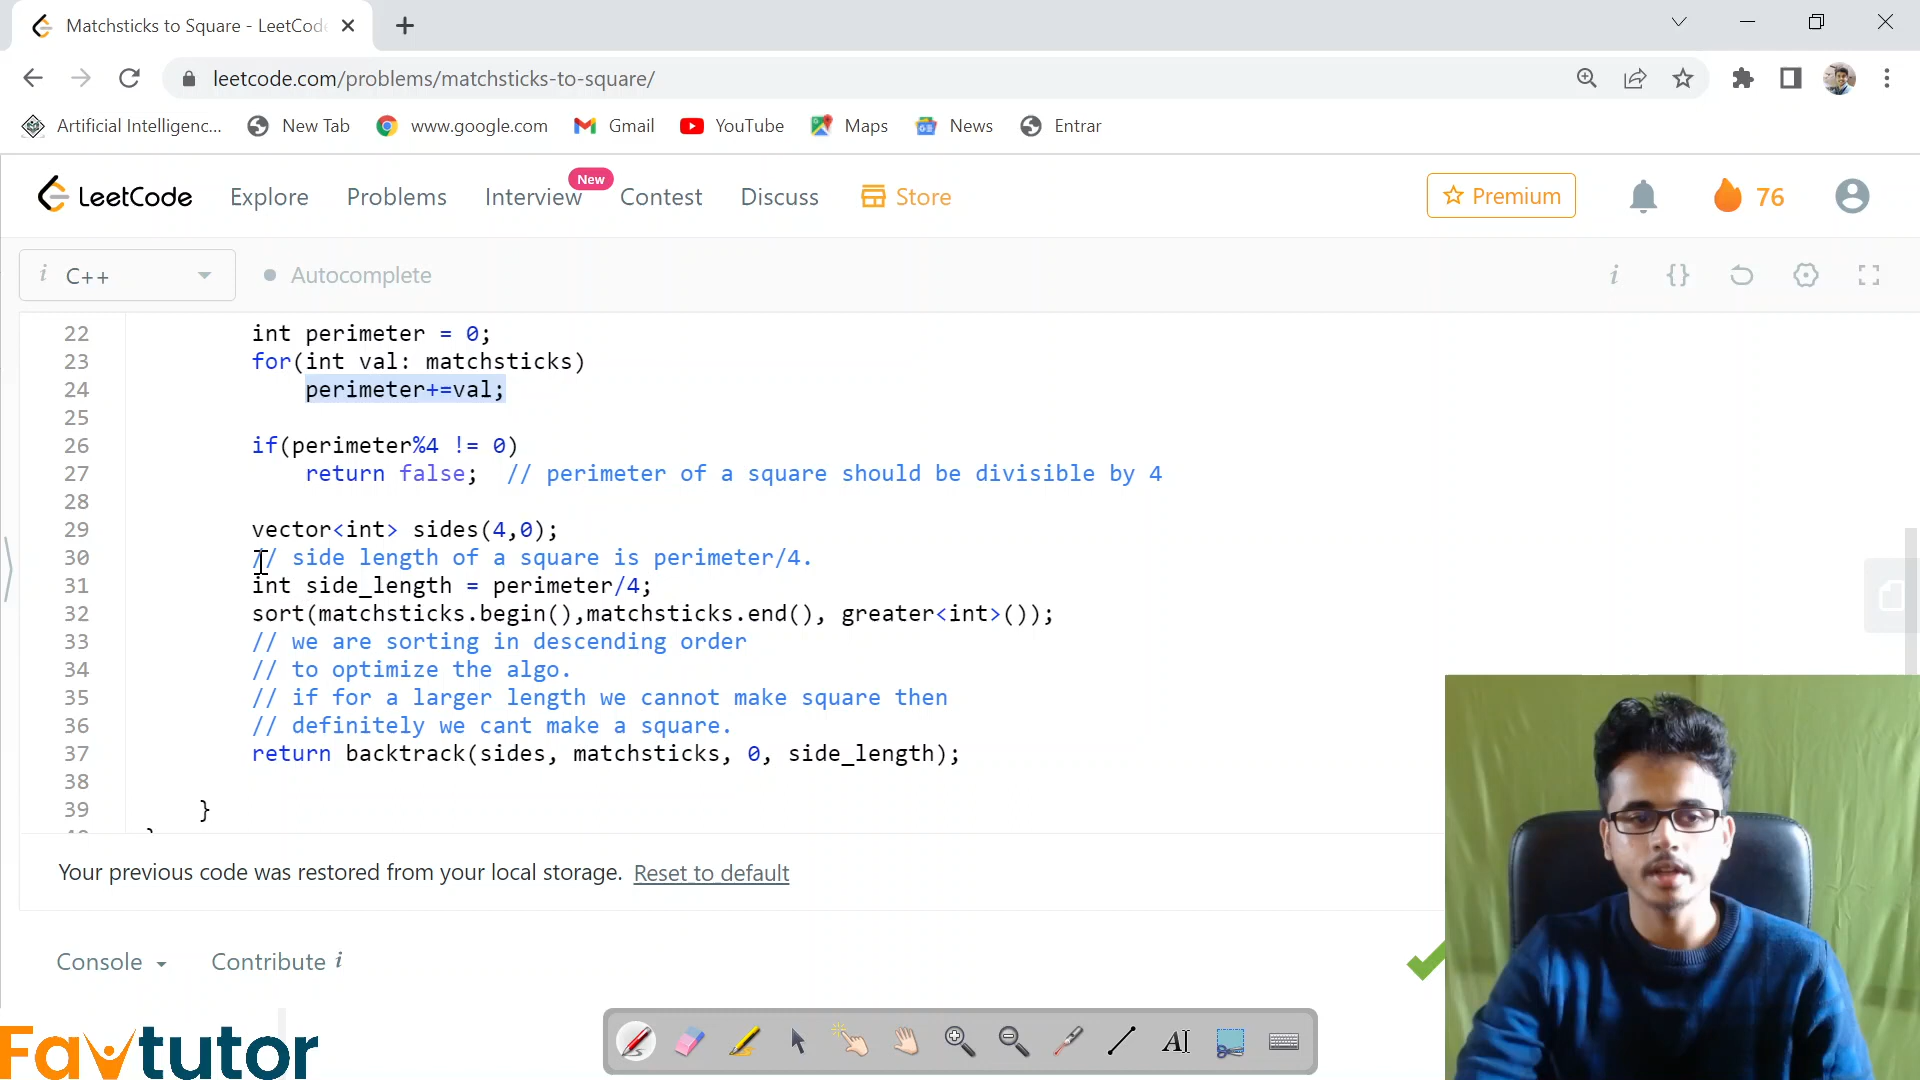 Matchsticks to Square - LeetCod
leetcode.com/problems/matchsticks-to-square/
Artificial Intelligenc...
New Tab
www.google.com
Gmail
YouTube
Maps
News
Entrar
LeetCode
Explore
Problems
Interview
New
Contest
Discuss
Store
Premium
76
i C++
Autocomplete
i {}
22 int perimeter = 0;
23 for(int val: matchsticks)
24 perimeter+=val;
25
26 if(perimeter%4 != 0)
27 return false; // perimeter of a square should be divisible by 4
28
29 vector<int> sides(4,0);
30 // side length of a square is perimeter/4.
31 int side_length = perimeter/4;
32 sort(matchsticks.begin(),matchsticks.end(), greater<int>());
33 // we are sorting in descending order
34 // to optimize the algo.
35 // if for a larger length we cannot make square then
36 // definitely we cant make a square.
37 return backtrack(sides, matchsticks, 0, side_length);
38
39 }
Your previous code was restored from your local storage. Reset to default
Console
Contribute i
Favtutor
AI